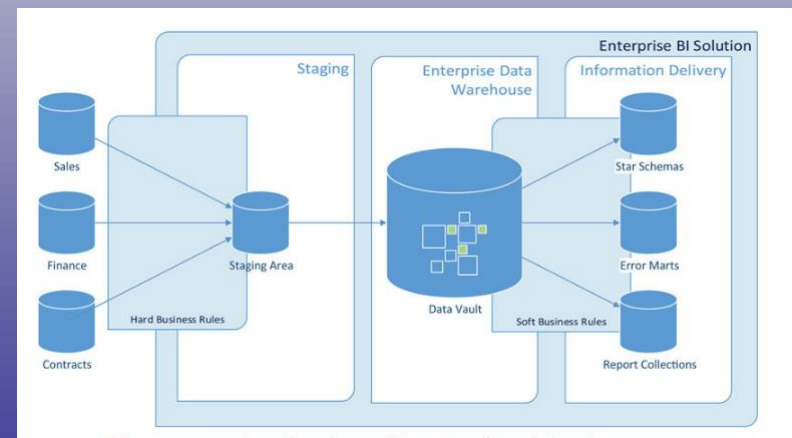 Enterprise BI Solution
Staging
Enterprise Data
Warehouse
Information Delivery
Sales
Star Schemas
Finance
Staging Area
Error Marts
Data Vault
Hard Business Rules
Soft Business Rules
Contracts
Report Collections